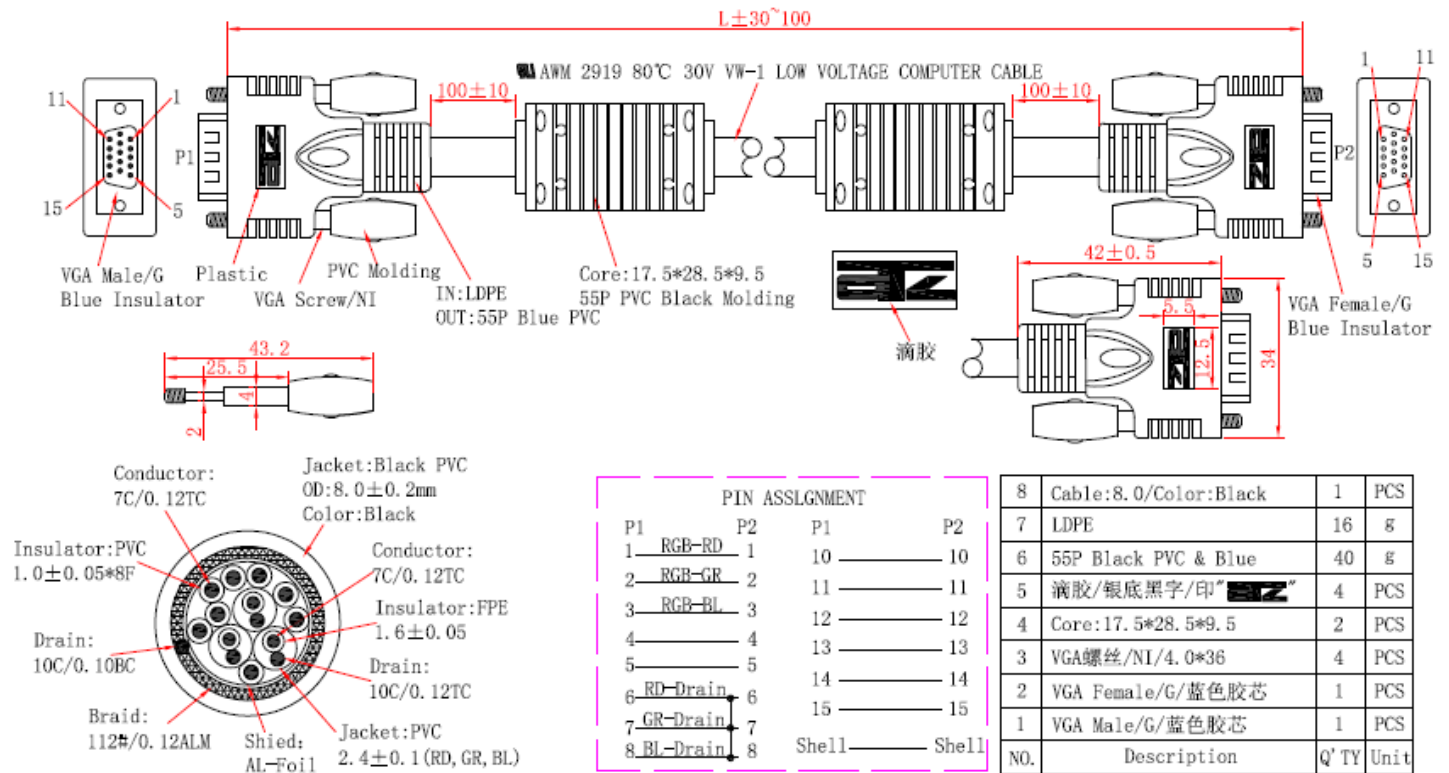 L±30~100
AWM 2919 80℃ 30V VW-1 LOW VOLTAGE COMPUTER CABLE
100±10
100±10
11
1
15
5
P1
1
11
5
15
P2
VGA Male/G
Blue Insulator
Plastic
VGA Screw/NI
PVC Molding
IN:LDPE
OUT:55P Blue PVC
Core:17.5*28.5*9.5
55P PVC Black Molding
滴胶
42±0.5
5.5
12.5
34
VGA Female/G
Blue Insulator
43.2
25.5
4
2
Conductor:
7C/0.12TC
Jacket:Black PVC
OD:8.0±0.2mm
Color:Black
Insulator:PVC
1.0±0.05*8F
Conductor:
7C/0.12TC
Insulator:FPE
1.6±0.05
Drain:
10C/0.10BC
Drain:
10C/0.12TC
Braid:
112#/0.12ALM
Shied:
AL-Foil
Jacket:PVC
2.4±0.1(RD,GR,BL)
PIN ASSLGNMENT
P1 P2 P1 P2
1 RGB-RD 1
2 RGB-GR 2
3 RGB-BL 3
4 4
5 5
6 RD-Drain 6
7 GR-Drain 7
8 BL-Drain 8
10 10
11 11
12 12
13 13
14 14
15 15
Shell Shell
8 Cable:8.0/Color:Black 1 PCS
7 LDPE 16 g
6 55P Black PVC & Blue 40 g
5 滴胶/银底黑字/印" " 4 PCS
4 Core:17.5*28.5*9.5 2 PCS
3 VGA螺丝/NI/4.0*36 4 PCS
2 VGA Female/G/蓝色胶芯 1 PCS
1 VGA Male/G/蓝色胶芯 1 PCS
NO. Description Q'TY Unit